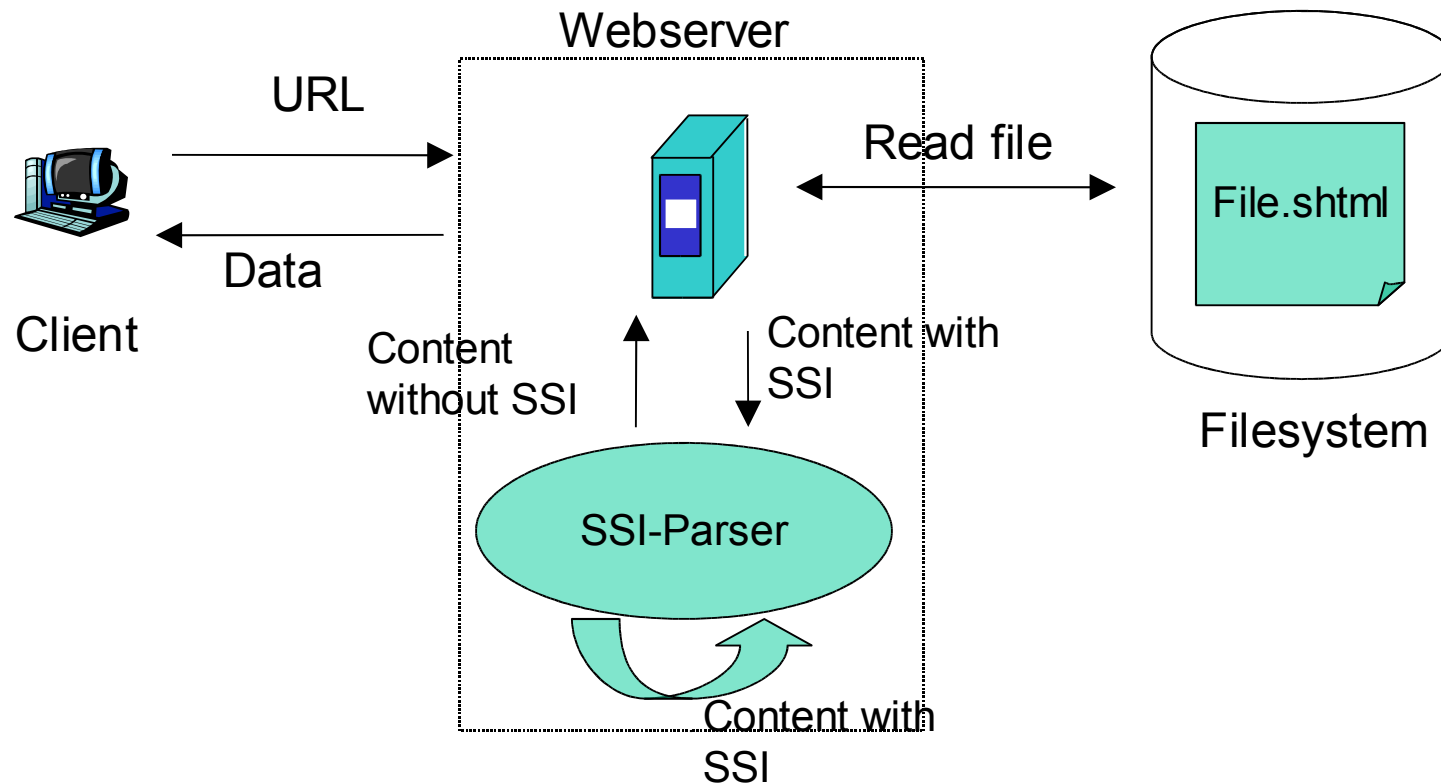 Webserver
URL
Read file
File.shtml
Data
Client
Content
without SSI
Content with
SSI
Filesystem
SSI-Parser
Content with
SSI